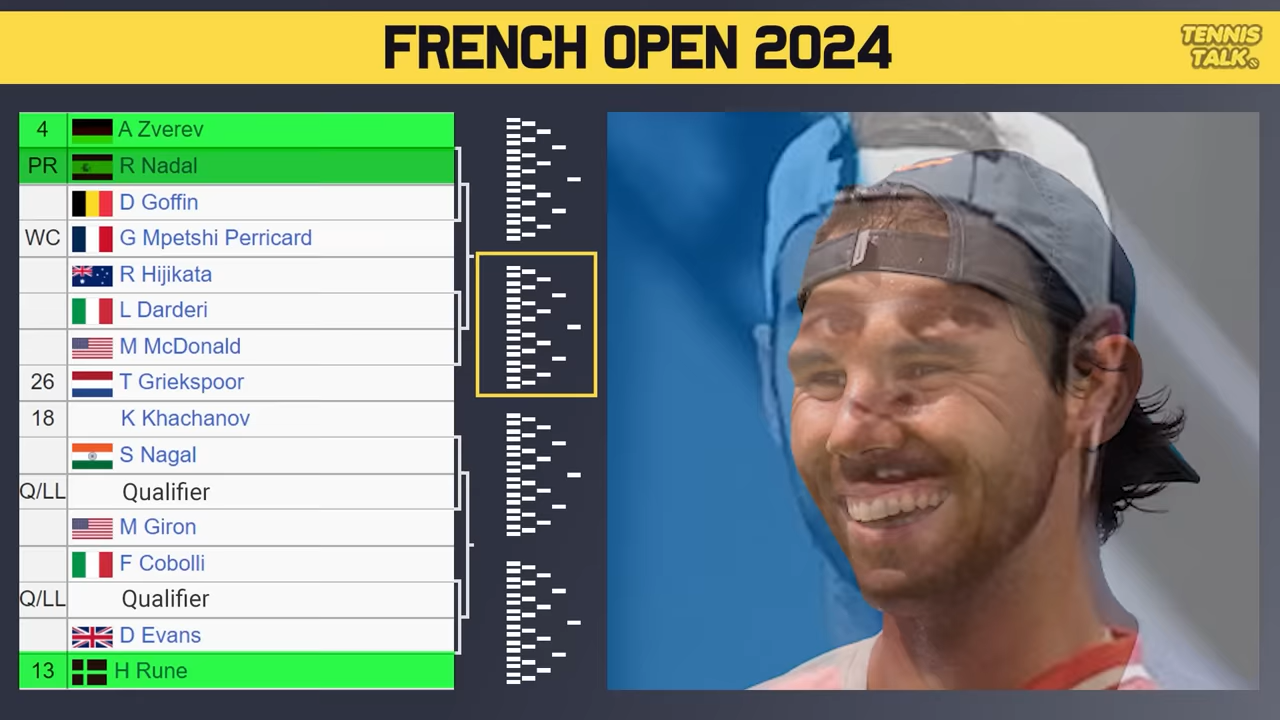 FRENCH OPEN 2024
TENNIS
TALK
4 A Zverev
PR R Nadal
D Goffin
WC G Mpetshi Perricard
R Hijikata
L Darderi
M McDonald
26 T Griekspoor
18 K Khachanov
S Nagal
Q/LL Qualifier
M Giron
F Cobolli
Q/LL Qualifier
D Evans
13 H Rune